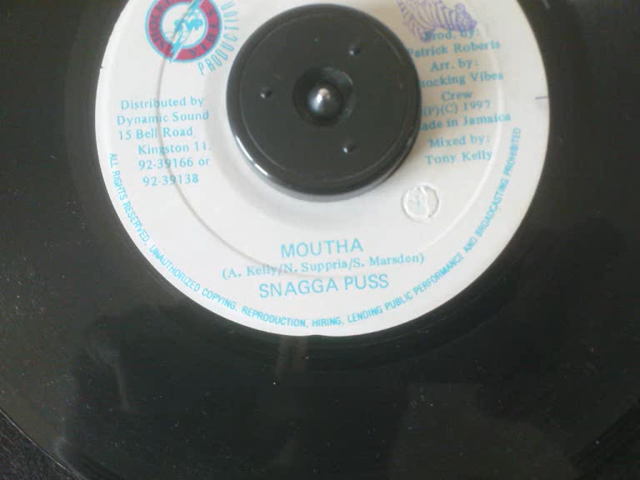 PRODUCTION
Prod. by:
Patrick Roberts
Arr. by:
Shocking Vibes
Crew
(P)(C) 1997
Made in Jamaica
Mixed by:
Tony Kelly
Distributed by
Dynamic Sound
15 Bell Road,
Kingston 11.
92-39166 or
92-39138
MOUTHA
(A. Kelly/N. Suppria/S. Marsdon)
SNAGGA PUSS
ALL RIGHTS RESERVED. UNAUTHORIZED COPYING, REPRODUCTION, HIRING, LENDING PUBLIC PERFORMANCE AND BROADCASTING PROHIBITED